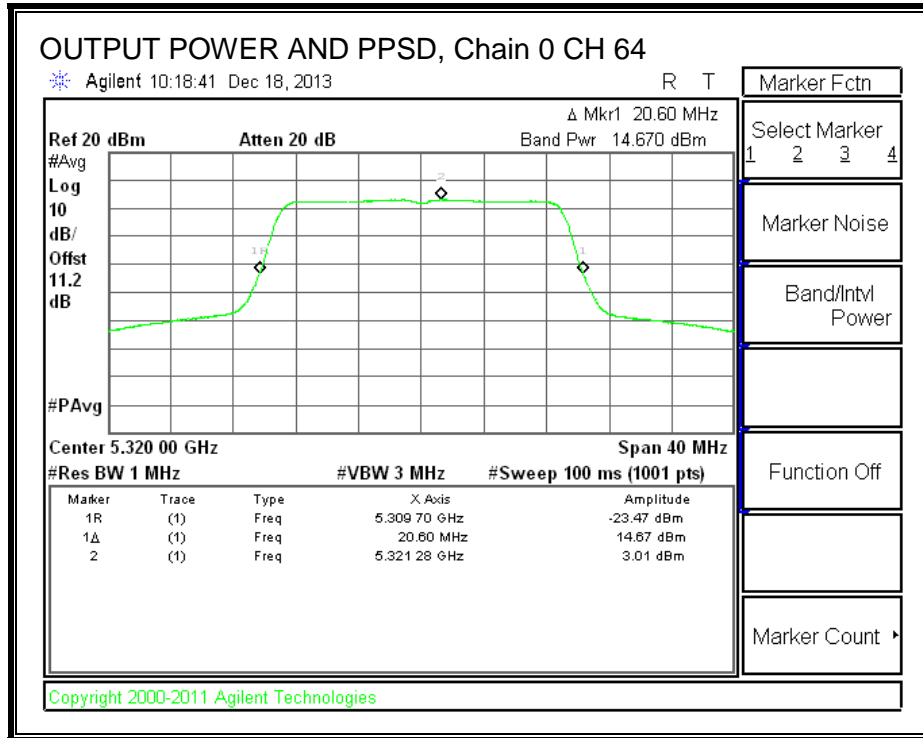 OUTPUT POWER AND PPSD, Chain 0 CH 64
Agilent 10:18:41 Dec 18, 2013 R T
Marker Fctn
Δ Mkr1 20.60 MHz
Ref 20 dBm Atten 20 dB Band Pwr 14.670 dBm
#Avg
Log
10
dB/
Offst
11.2
dB
#PAvg
2
1R
1
Center 5.320 00 GHz Span 40 MHz
#Res BW 1 MHz #VBW 3 MHz #Sweep 100 ms (1001 pts)
Marker Trace Type X Axis Amplitude
1R (1) Freq 5.309 70 GHz -23.47 dBm
1Δ (1) Freq 20.60 MHz 14.67 dBm
2 (1) Freq 5.321 28 GHz 3.01 dBm
Select Marker
1 2 3 4
Marker Noise
Band/Intvl
Power
Function Off
Marker Count
Copyright 2000-2011 Agilent Technologies